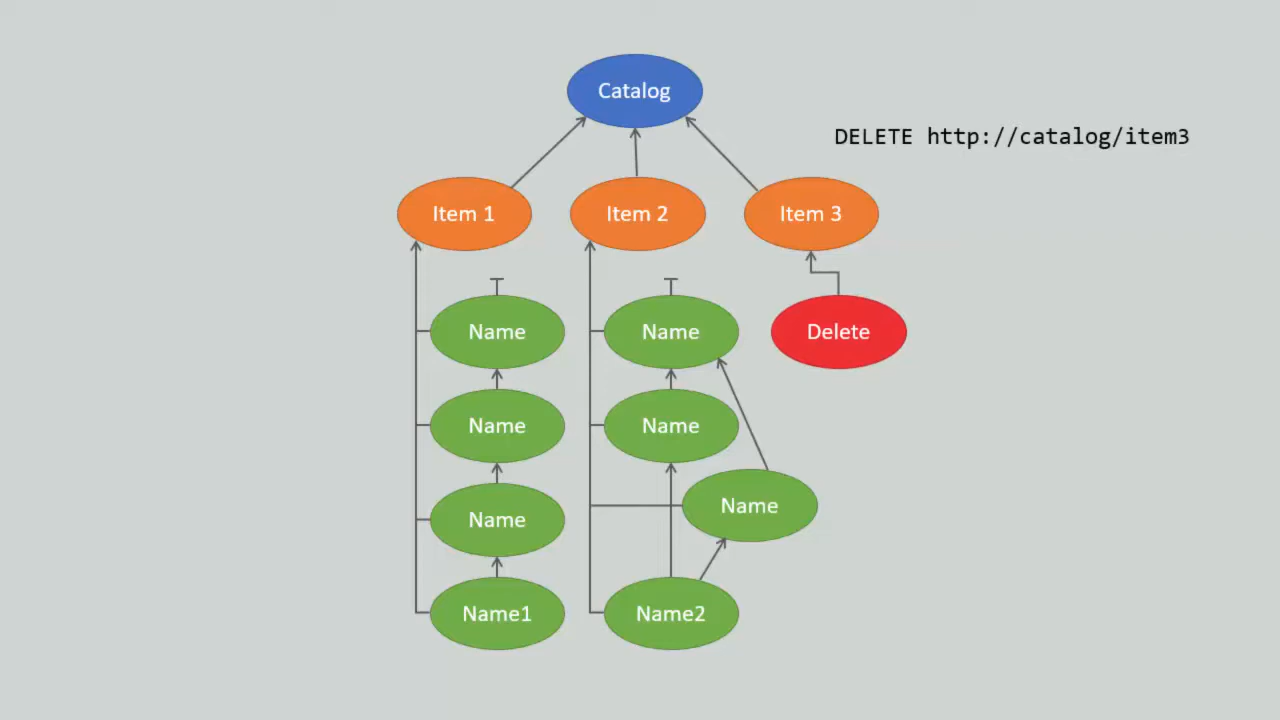 Catalog
DELETE http://catalog/item3
Item 1
Item 2
Item 3
Name
Name
Delete
Name
Name
Name
Name
Name1
Name2